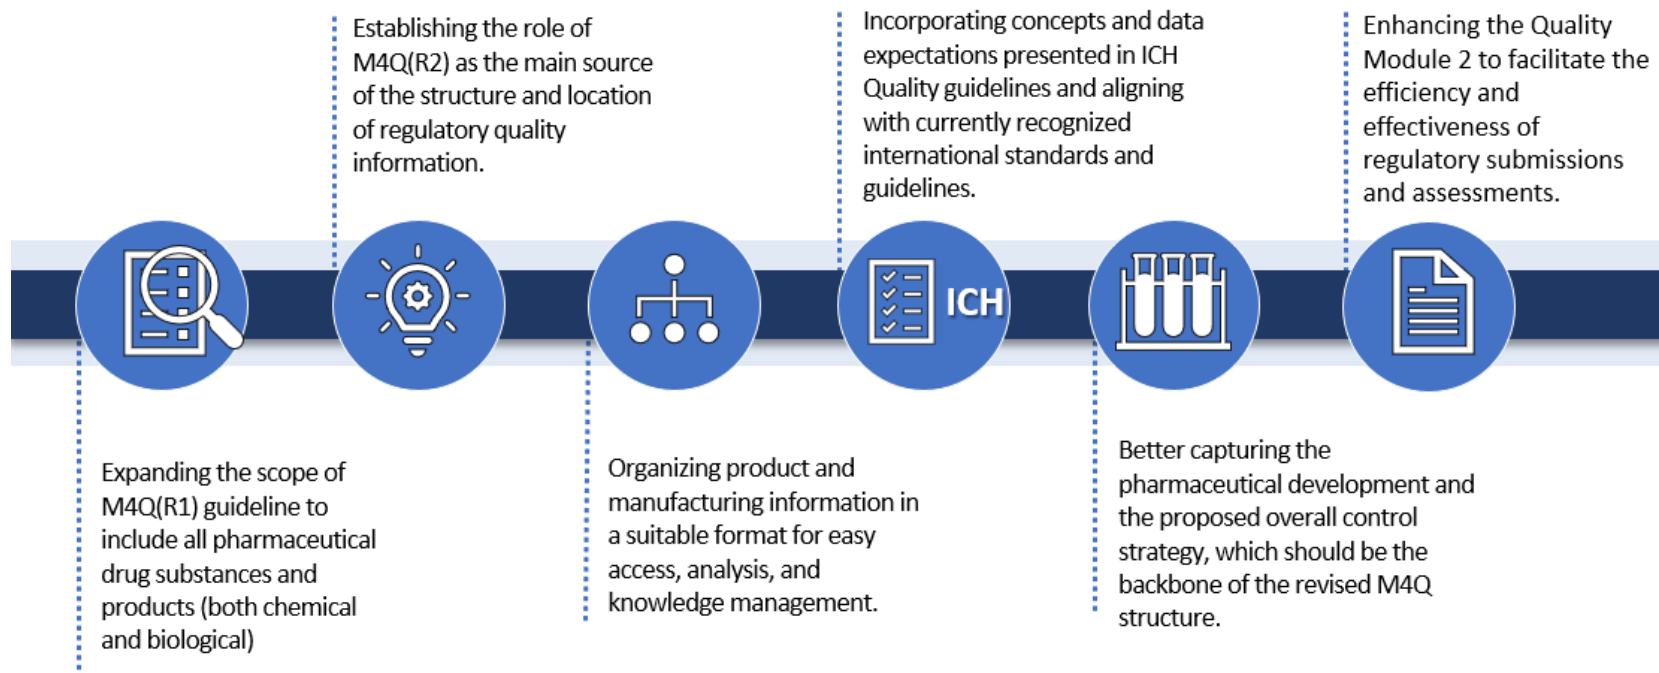 Expanding the scope of
M4Q(R1) guideline to
include all pharmaceutical
drug substances and
products (both chemical
and biological)
Establishing the role of
M4Q(R2) as the main source
of the structure and location
of regulatory quality
information.
Organizing product and
manufacturing information in
a suitable format for easy
access, analysis, and
knowledge management.
Incorporating concepts and data
expectations presented in ICH
Quality guidelines and aligning
with currently recognized
international standards and
guidelines.
ICH
Better capturing the
pharmaceutical development and
the proposed overall control
strategy, which should be the
backbone of the revised M4Q
structure.
Enhancing the Quality
Module 2 to facilitate the
efficiency and
effectiveness of
regulatory submissions
and assessments.